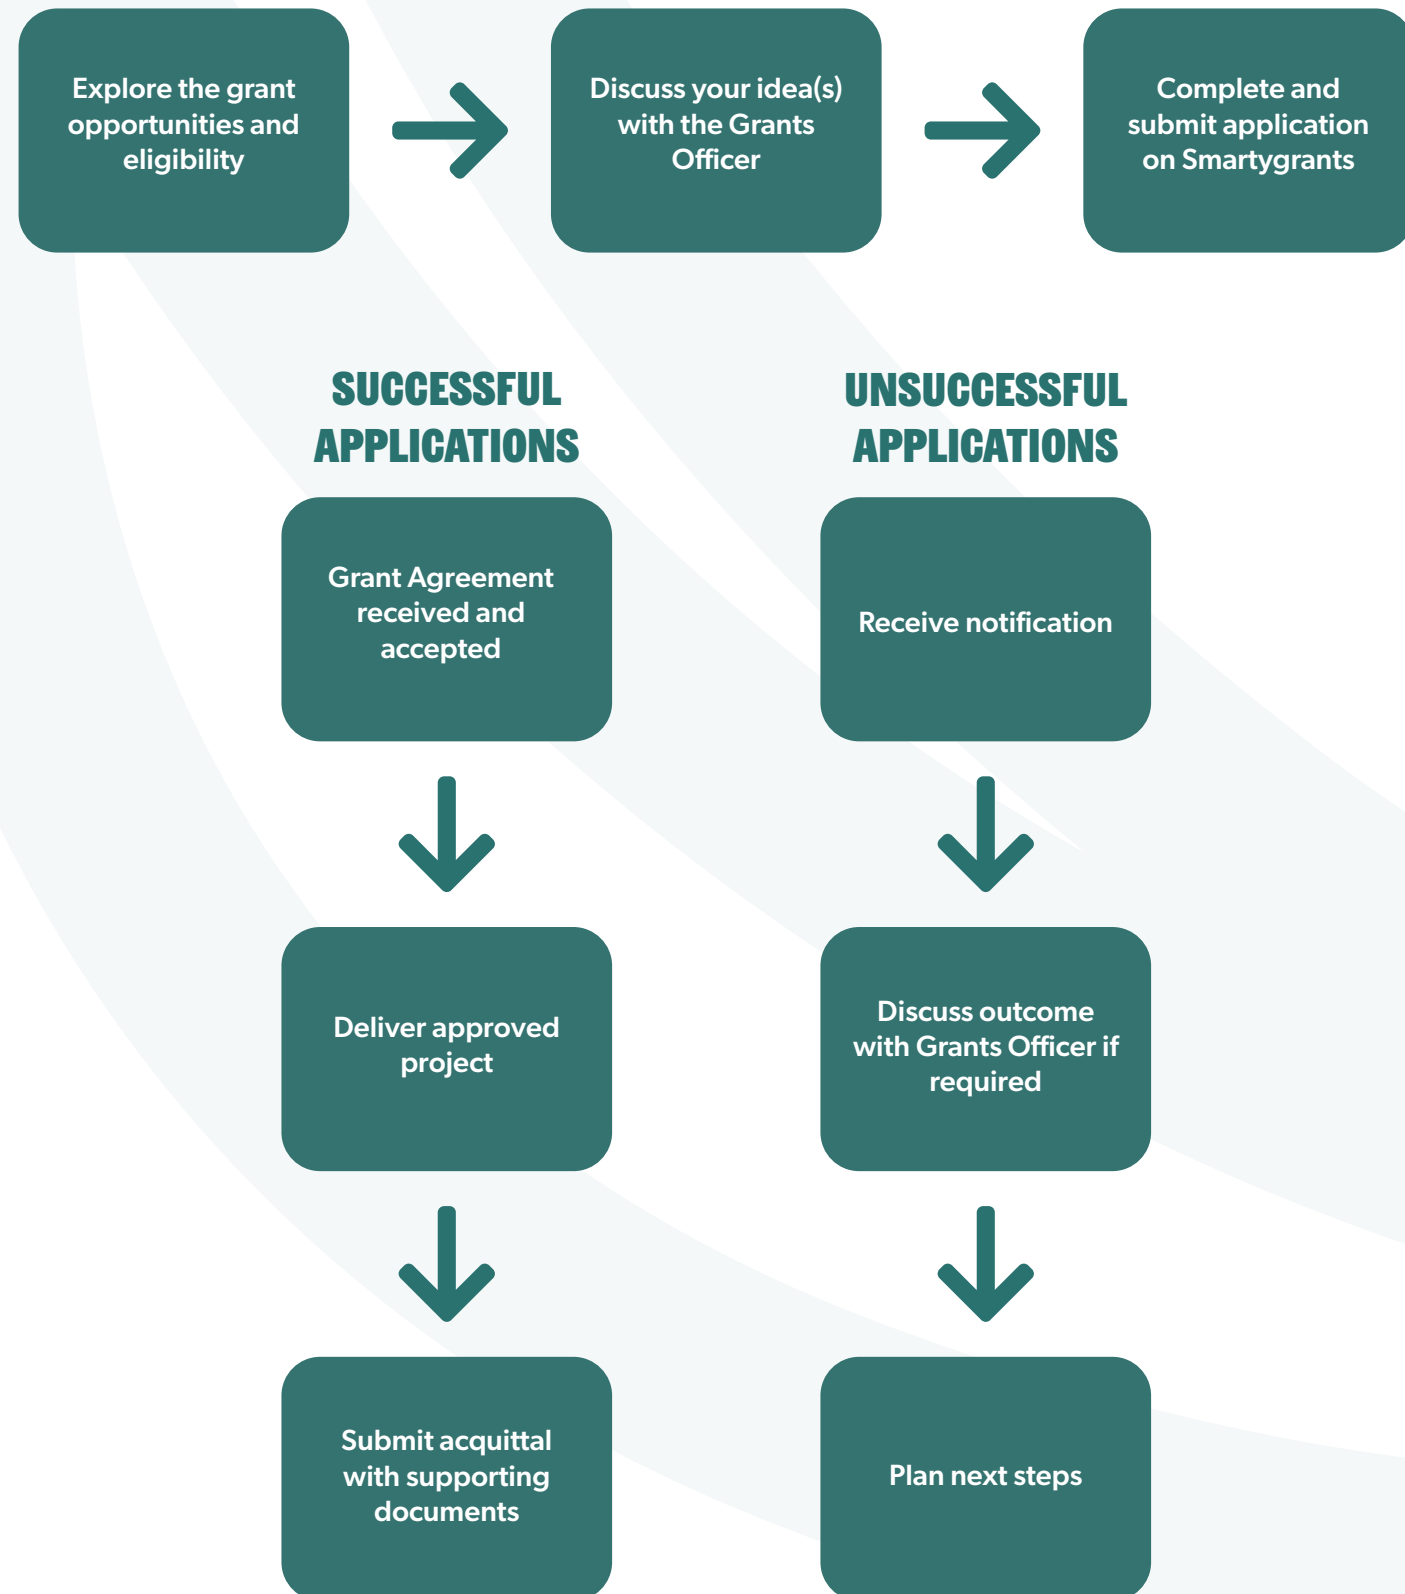 Explore the grant
opportunities and
eligibility
Discuss your idea(s)
with the Grants
Officer
Complete and
submit application
on Smartygrants
SUCCESSFUL
APPLICATIONS
Grant Agreement
received and
accepted
Deliver approved
project
Submit acquittal
with supporting
documents
UNSUCCESSFUL
APPLICATIONS
Receive notification
Discuss outcome
with Grants Officer if
required
Plan next steps